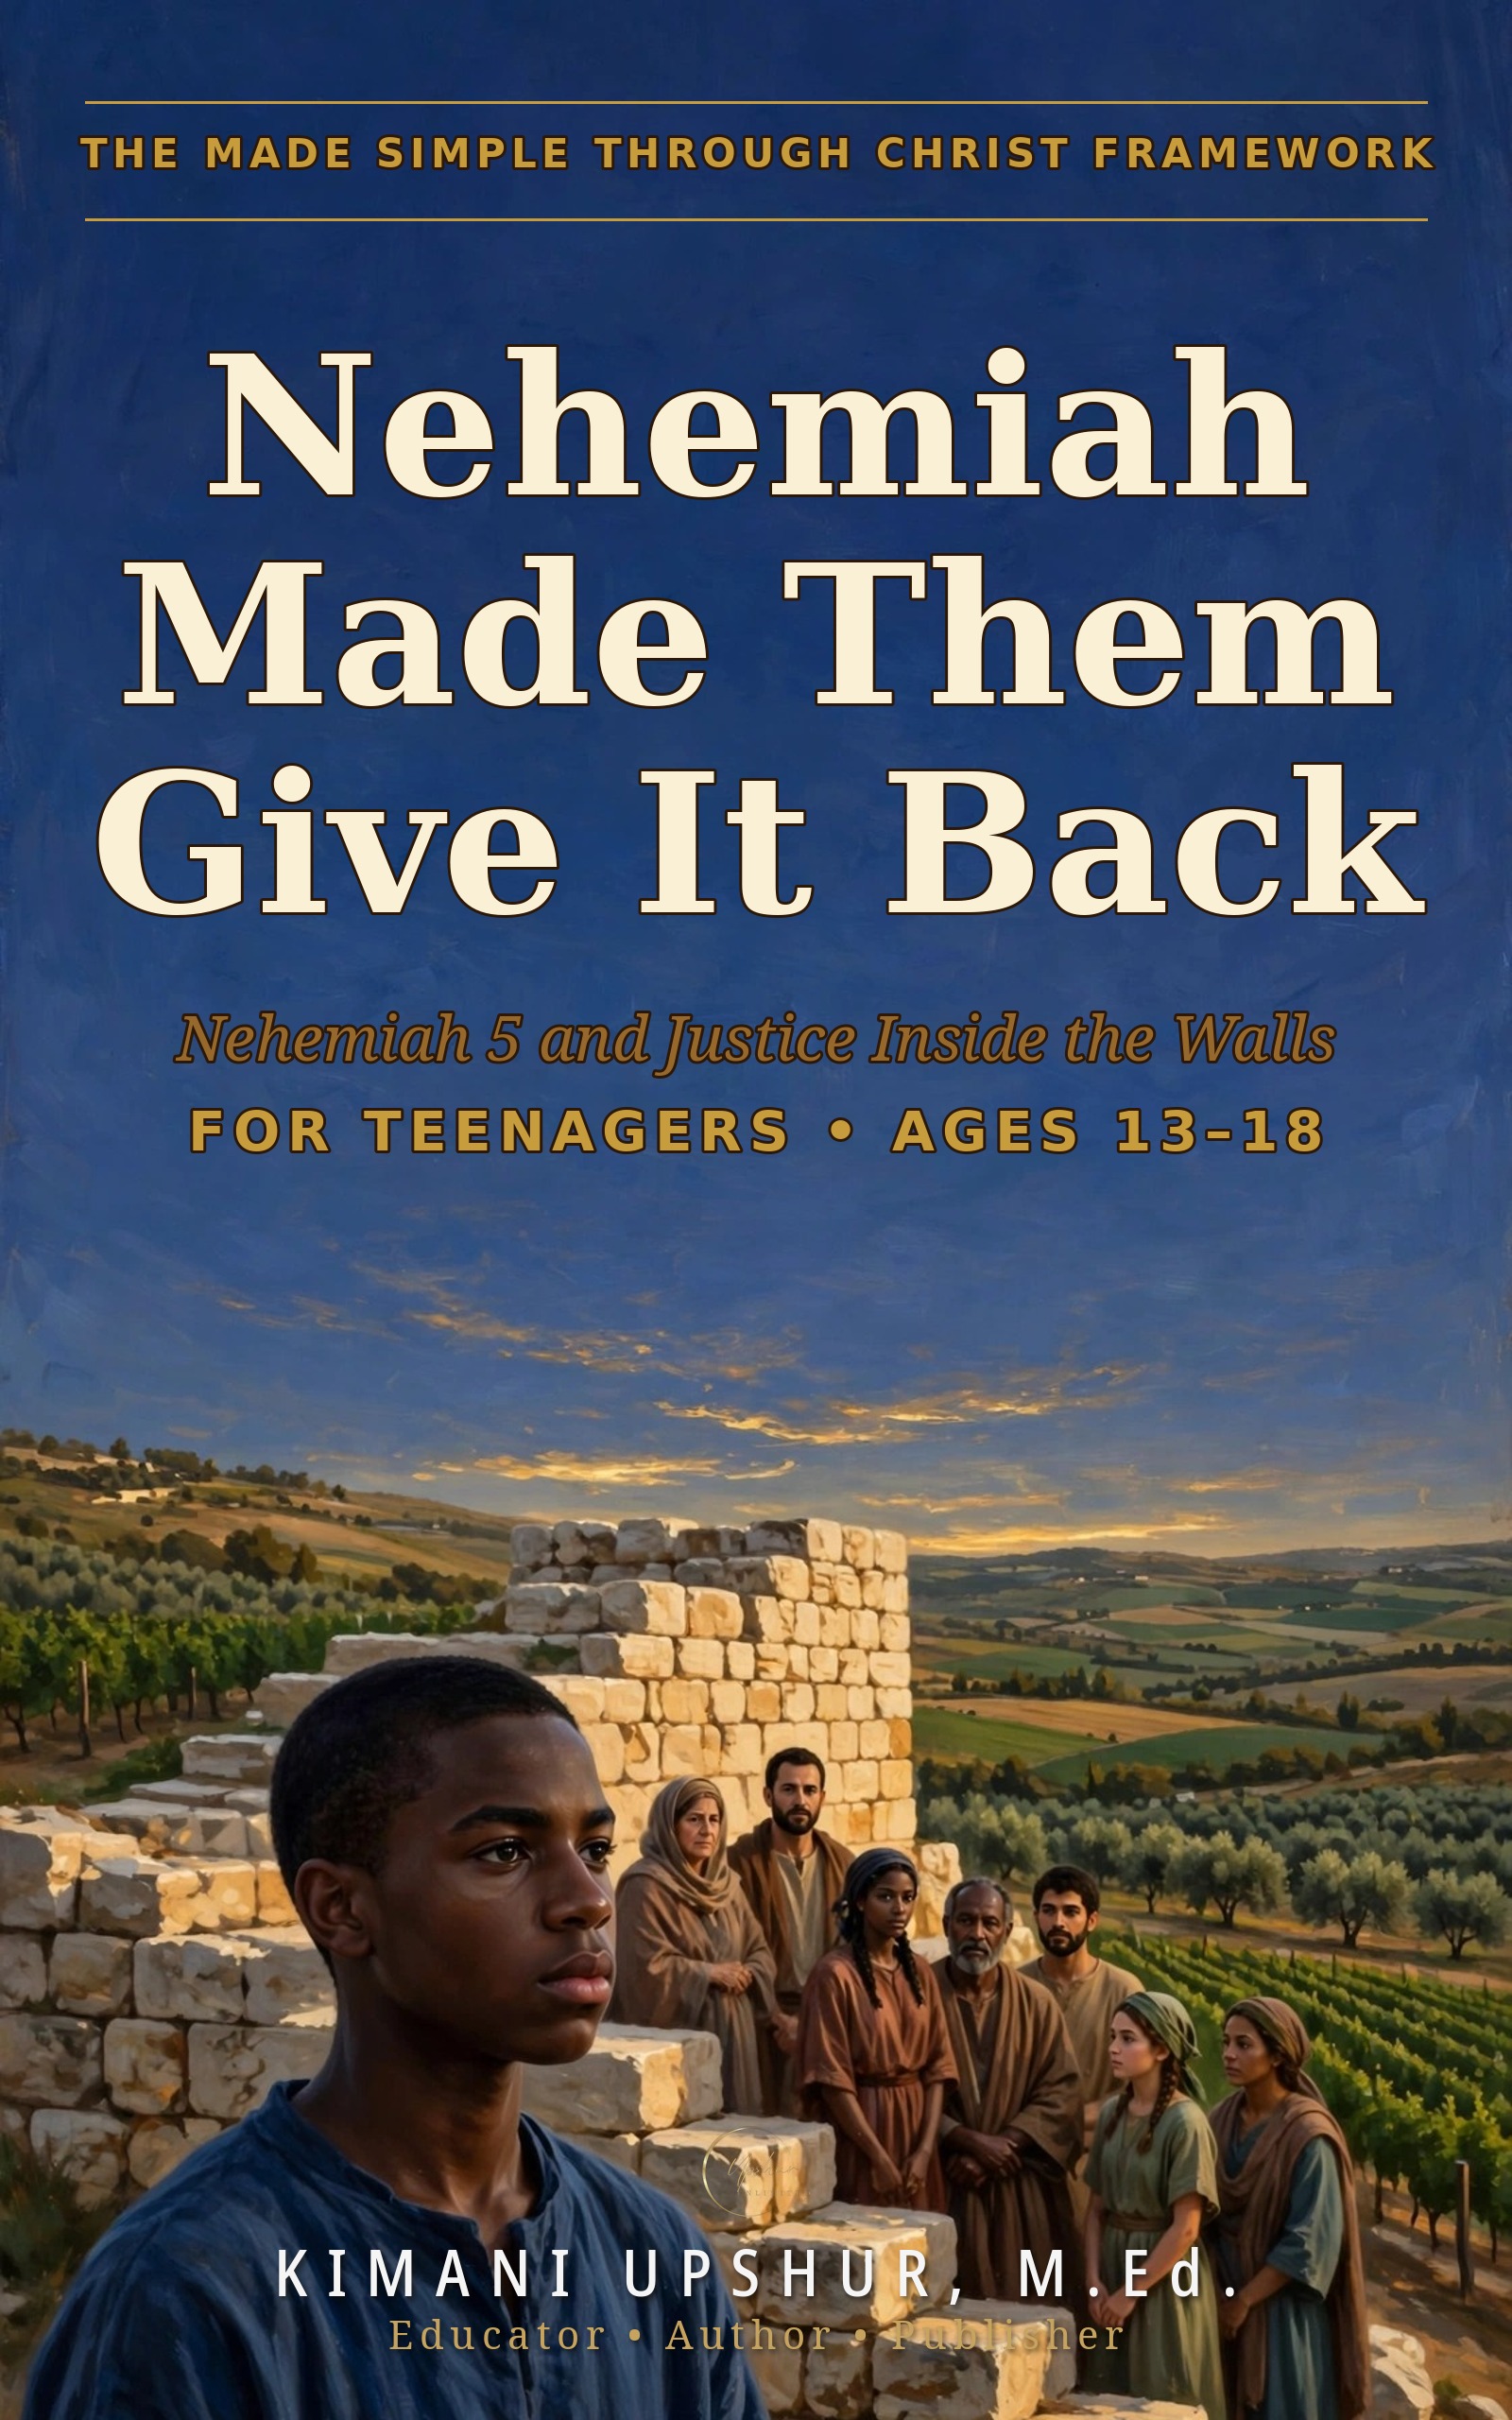 THE MADE SIMPLE THROUGH CHRIST FRAMEWORK
Nehemiah
Made Them
Give It Back
Nehemiah 5 and Justice Inside the Walls
FOR TEENAGERS • AGES 13–18
KIMANI UPSHUR, M.Ed.
Educator • Author • Publisher